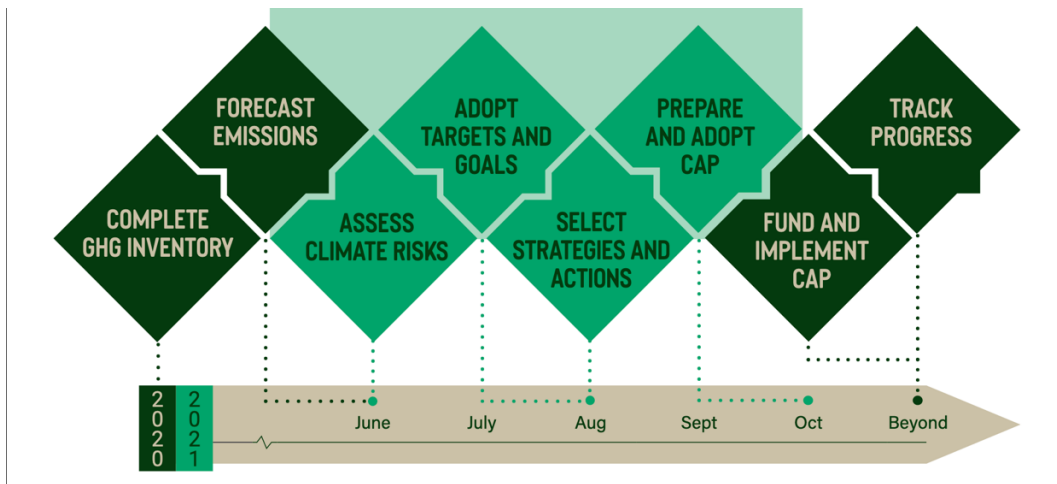 FORECAST
EMISSIONS
ADOPT
TARGETS AND
GOALS
PREPARE
AND ADOPT
CAP
TRACK
PROGRESS
COMPLETE
GHG INVENTORY
ASSESS
CLIMATE RISKS
SELECT
STRATEGIES AND
ACTIONS
FUND AND
IMPLEMENT
CAP
2020
2021
June
July
Aug
Sept
Oct
Beyond